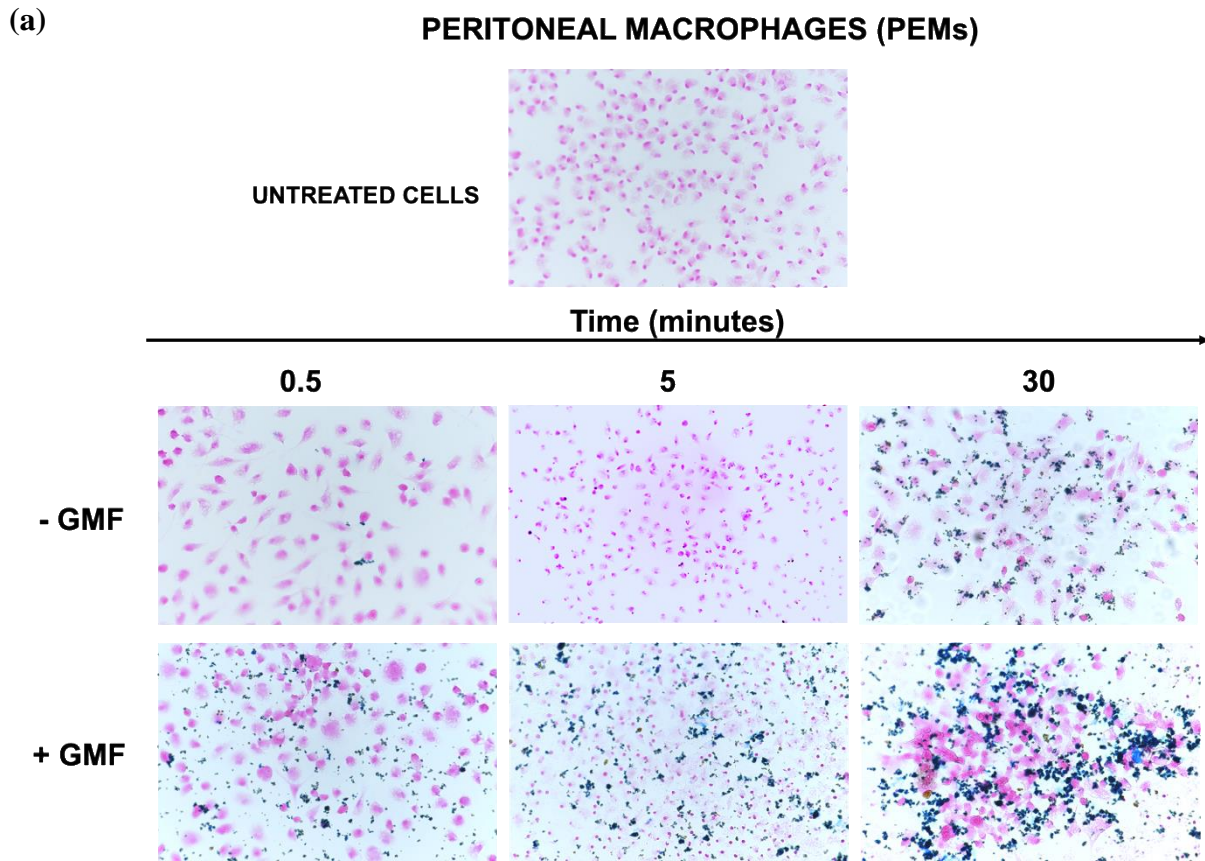 (a)
PERITONEAL MACROPHAGES (PEMs)
UNTREATED CELLS
Time (minutes)
0.5 5 30
- GMF
+ GMF